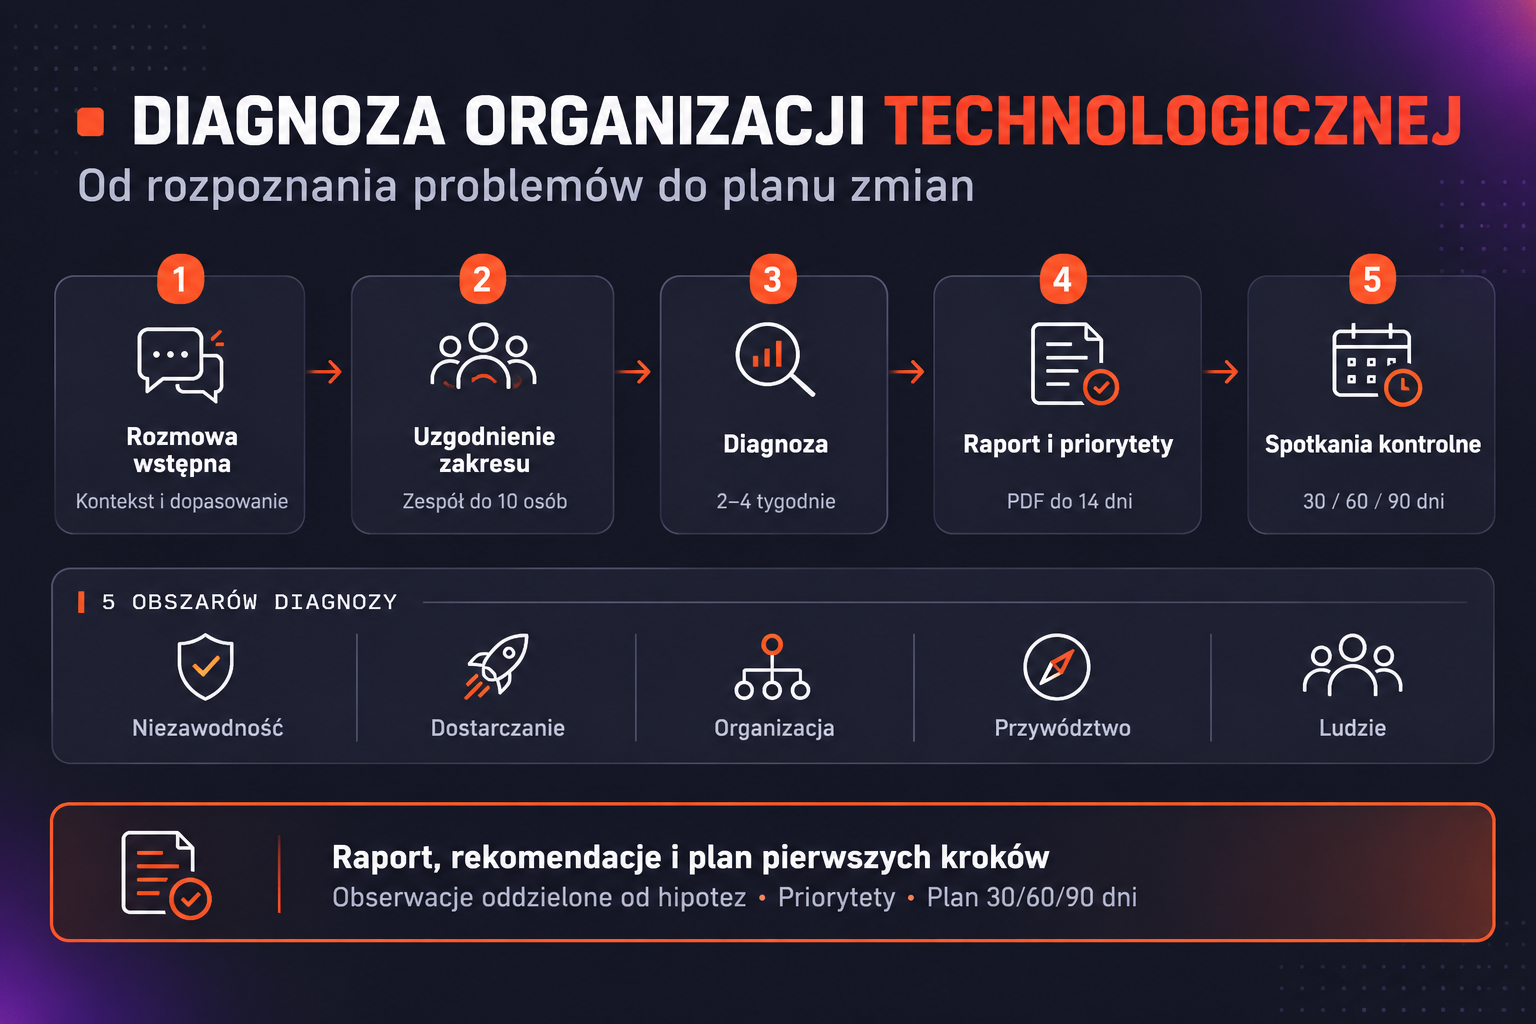 DIAGNOZA ORGANIZACJI TECHNOLOGICZNEJ
Od rozpoznania problemów do planu zmian
1
Rozmowa
wstępna
Kontekst i dopasowanie
2
Uzgodnienie
zakresu
Zespół do 10 osób
3
Diagnoza
2–4 tygodnie
4
Raport i priorytety
PDF do 14 dni
5
Spotkania kontrolne
30 / 60 / 90 dni
5 OBSZARÓW DIAGNOZY
Niezawodność
Dostarczanie
Organizacja
Przywództwo
Ludzie
Raport, rekomendacje i plan pierwszych kroków
Obserwacje oddzielone od hipotez • Priorytety • Plan 30/60/90 dni